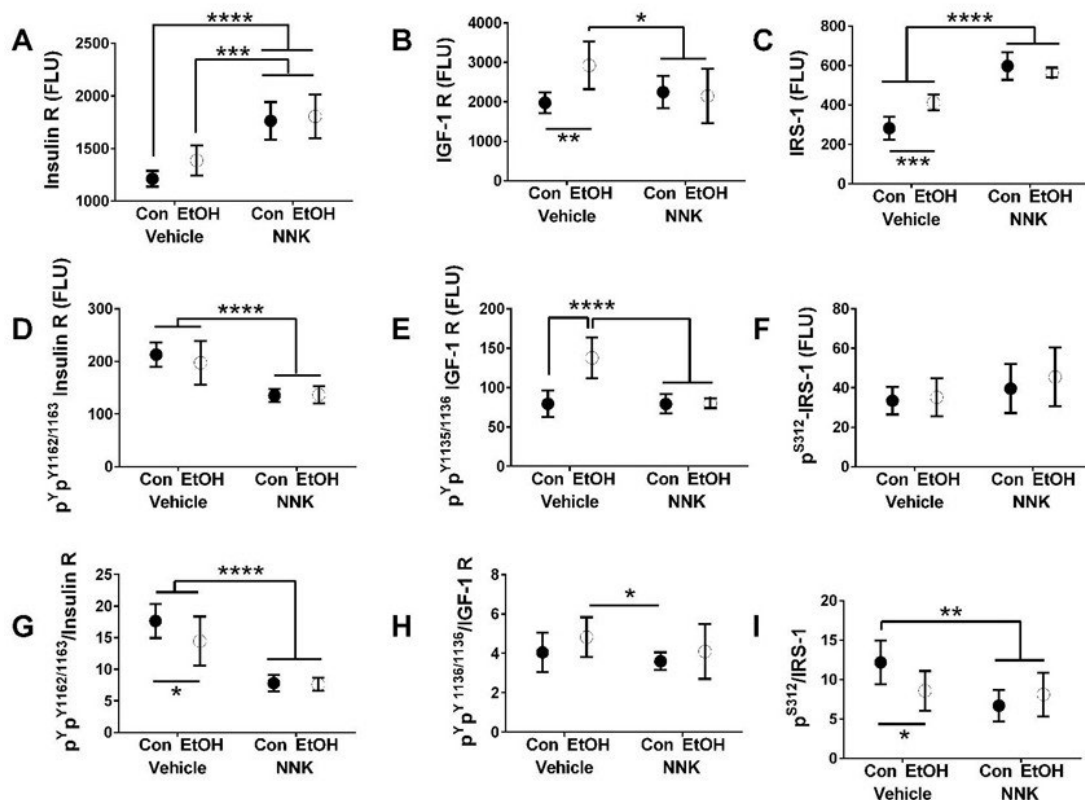 A
Insulin R (FLU)
2500
2000
1500
1000
****
***
Con EtOH Con EtOH
Vehicle NNK
B
IGF-1 R (FLU)
4000
3000
2000
1000
0
*
**
Con EtOH Con EtOH
Vehicle NNK
C
IRS-1 (FLU)
800
600
400
200
0
****
***
Con EtOH Con EtOH
Vehicle NNK
D
pYpY1162/1163 Insulin R (FLU)
300
200
100
0
****
Con EtOH Con EtOH
Vehicle NNK
E
pYpY1135/1136 IGF-1 R (FLU)
200
150
100
50
0
****
Con EtOH Con EtOH
Vehicle NNK
F
pS312-IRS-1 (FLU)
80
60
40
20
0
Con EtOH Con EtOH
Vehicle NNK
G
pYpY1162/1163/Insulin R
25
20
15
10
5
0
****
*
Con EtOH Con EtOH
Vehicle NNK
H
pYpY1136/1136/IGF-1 R
8
6
4
2
0
*
Con EtOH Con EtOH
Vehicle NNK
I
pS312/IRS-1
20
15
10
5
0
**
*
Con EtOH Con EtOH
Vehicle NNK